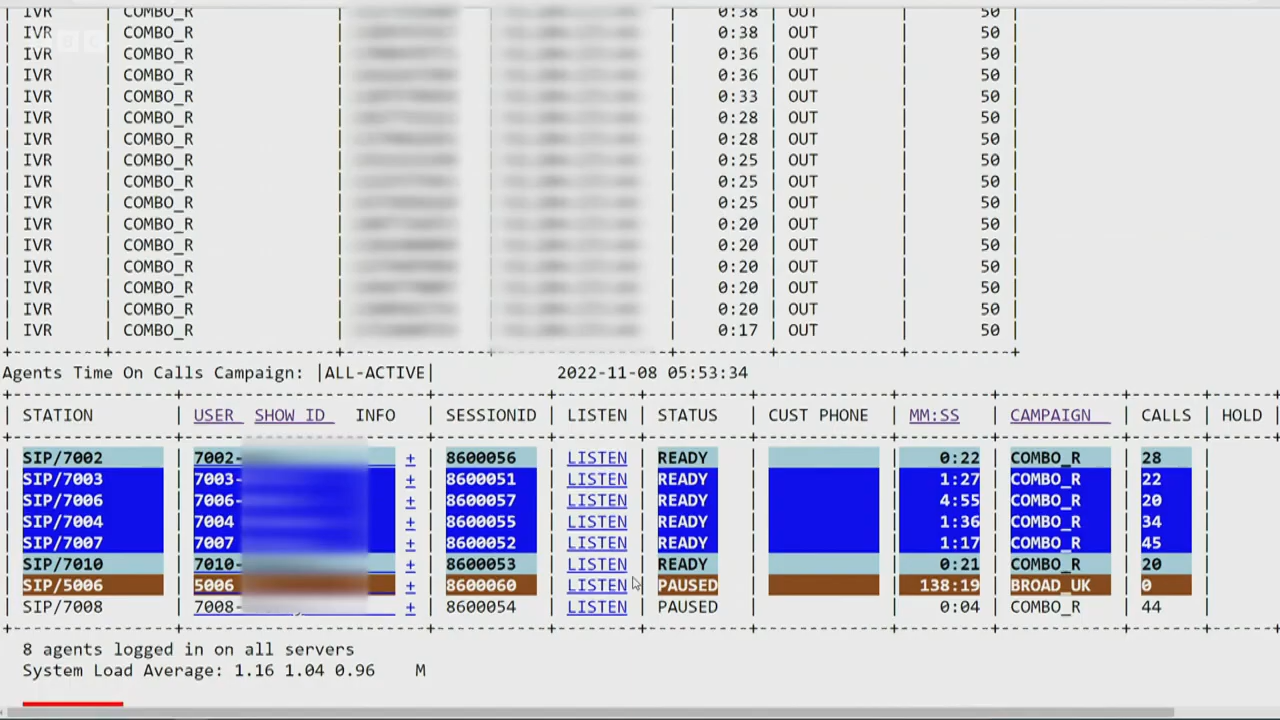 IVR | COMBO_R | 0:38 | OUT | 50 |
| IVR | COMBO_R | 0:38 | OUT | 50 |
| IVR | COMBO_R | 0:36 | OUT | 50 |
| IVR | COMBO_R | 0:36 | OUT | 50 |
| IVR | COMBO_R | 0:33 | OUT | 50 |
| IVR | COMBO_R | 0:28 | OUT | 50 |
| IVR | COMBO_R | 0:28 | OUT | 50 |
| IVR | COMBO_R | 0:25 | OUT | 50 |
| IVR | COMBO_R | 0:25 | OUT | 50 |
| IVR | COMBO_R | 0:25 | OUT | 50 |
| IVR | COMBO_R | 0:20 | OUT | 50 |
| IVR | COMBO_R | 0:20 | OUT | 50 |
| IVR | COMBO_R | 0:20 | OUT | 50 |
| IVR | COMBO_R | 0:20 | OUT | 50 |
| IVR | COMBO_R | 0:20 | OUT | 50 |
| IVR | COMBO_R | 0:17 | OUT | 50 |
Agents Time On Calls Campaign: |ALL-ACTIVE| 2022-11-08 05:53:34
| STATION | USER SHOW ID INFO | SESSIONID | LISTEN | STATUS | CUST PHONE | MM:SS | CAMPAIGN | CALLS | HOLD |
| SIP/7002 | 7002- + | 8600056 | LISTEN | READY | | 0:22 | COMBO_R | 28 |
| SIP/7003 | 7003- + | 8600051 | LISTEN | READY | | 1:27 | COMBO_R | 22 |
| SIP/7006 | 7006- + | 8600057 | LISTEN | READY | | 4:55 | COMBO_R | 20 |
| SIP/7004 | 7004 + | 8600055 | LISTEN | READY | | 1:36 | COMBO_R | 34 |
| SIP/7007 | 7007 + | 8600052 | LISTEN | READY | | 1:17 | COMBO_R | 45 |
| SIP/7010 | 7010- + | 8600053 | LISTEN | READY | | 0:21 | COMBO_R | 20 |
| SIP/5006 | 5006 + | 8600060 | LISTEN | PAUSED | | 138:19 | BROAD_UK | 0 |
| SIP/7008 | 7008- + | 8600054 | LISTEN | PAUSED | | 0:04 | COMBO_R | 44 |
8 agents logged in on all servers
System Load Average: 1.16 1.04 0.96 M